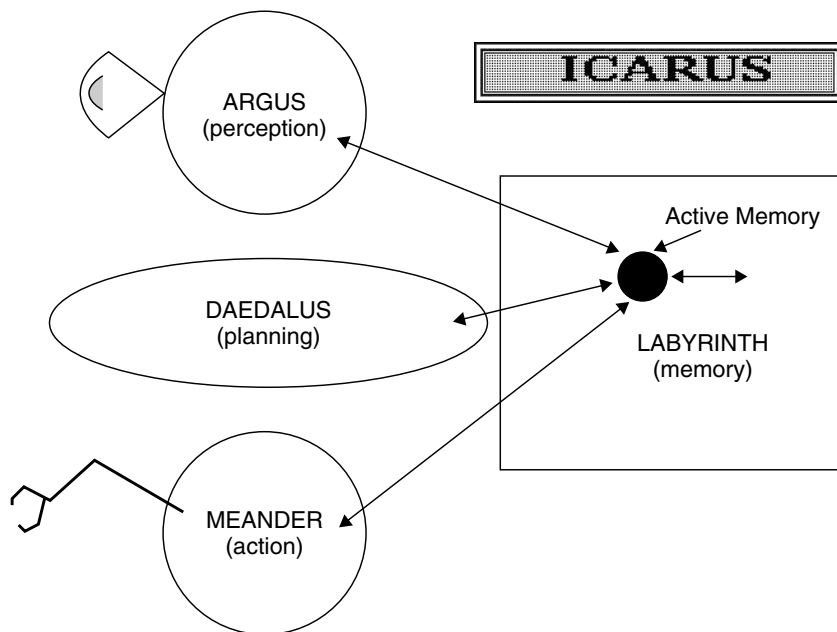 ICARUS
ARGUS
(perception)
Active Memory
DAEDALUS
(planning)
LABYRINTH
(memory)
MEANDER
(action)